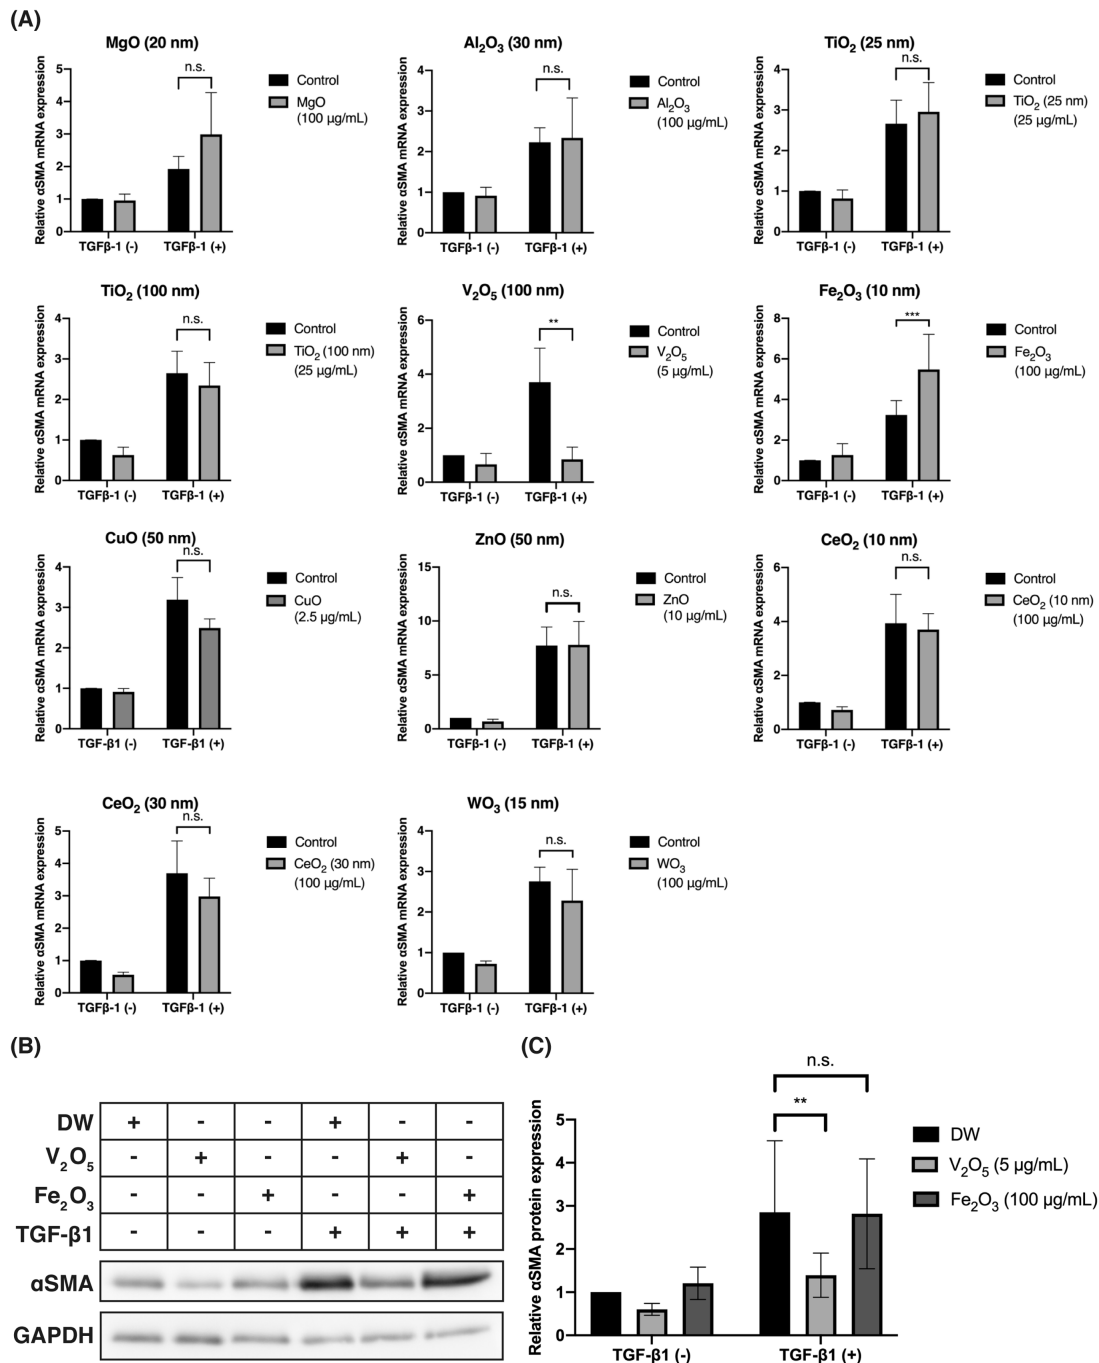 (A)
MgO (20 nm)
Relative αSMA mRNA expression
5
4
3
2
1
0
n.s.
TGFβ-1 (-)
TGFβ-1 (+)
Control
MgO
(100 µg/mL)
Al₂O₃ (30 nm)
Relative αSMA mRNA expression
4
3
2
1
0
n.s.
TGFβ-1 (-)
TGFβ-1 (+)
Control
Al₂O₃
(100 µg/mL)
TiO₂ (25 nm)
Relative αSMA mRNA expression
4
3
2
1
0
n.s.
TGFβ-1 (-)
TGFβ-1 (+)
Control
TiO₂ (25 nm)
(25 µg/mL)
TiO₂ (100 nm)
Relative αSMA mRNA expression
4
3
2
1
0
n.s.
TGFβ-1 (-)
TGFβ-1 (+)
Control
TiO₂ (100 nm)
(25 µg/mL)
V₂O₅ (100 nm)
Relative αSMA mRNA expression
6
4
2
0
**
TGFβ-1 (-)
TGFβ-1 (+)
Control
V₂O₅
(5 µg/mL)
Fe₂O₃ (10 nm)
Relative αSMA mRNA expression
8
6
4
2
0
***
TGFβ-1 (-)
TGFβ-1 (+)
Control
Fe₂O₃
(100 µg/mL)
CuO (50 nm)
Relative αSMA mRNA expression
4
3
2
1
0
n.s.
TGF-β1 (-)
TGF-β1 (+)
Control
CuO
(2.5 µg/mL)
ZnO (50 nm)
Relative αSMA mRNA expression
15
10
5
0
n.s.
TGFβ-1 (-)
TGFβ-1 (+)
Control
ZnO
(10 µg/mL)
CeO₂ (10 nm)
Relative αSMA mRNA expression
6
4
2
0
n.s.
TGFβ-1 (-)
TGFβ-1 (+)
Control
CeO₂ (10 nm)
(100 µg/mL)
CeO₂ (30 nm)
Relative αSMA mRNA expression
5
4
3
2
1
0
n.s.
TGFβ-1 (-)
TGFβ-1 (+)
Control
CeO₂ (30 nm)
(100 µg/mL)
WO₃ (15 nm)
Relative αSMA mRNA expression
4
3
2
1
0
n.s.
TGFβ-1 (-)
TGFβ-1 (+)
Control
WO₃
(100 µg/mL)
(B)
DW + - - + - -
V₂O₅ - + - - + -
Fe₂O₃ - - + - - +
TGF-β1 - - - + + +
αSMA
GAPDH
(C)
Relative αSMA protein expression
5
4
3
2
1
0
n.s.
**
TGF-β1 (-)
TGF-β1 (+)
DW
V₂O₅ (5 µg/mL)
Fe₂O₃ (100 µg/mL)